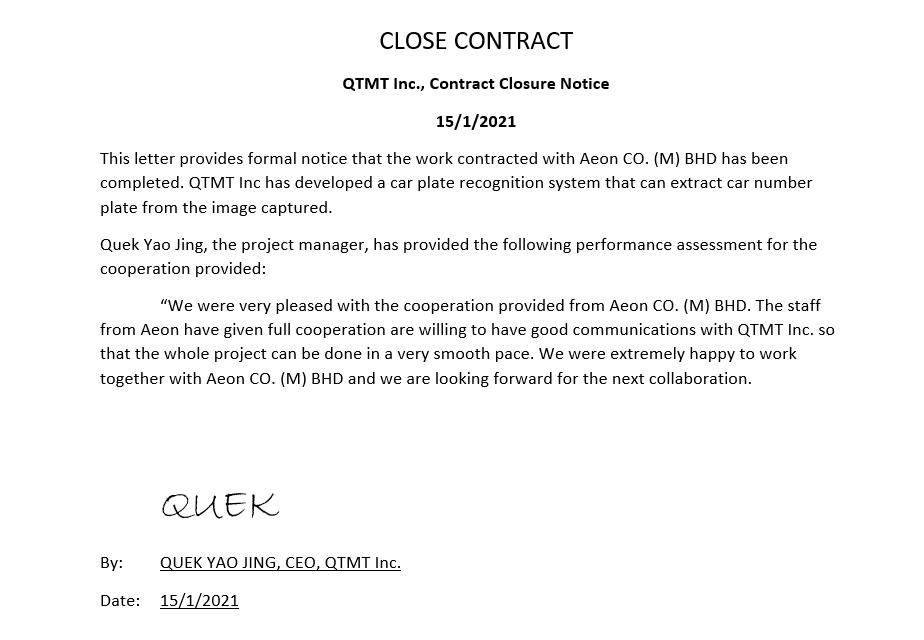 CLOSE CONTRACT
QTMT Inc., Contract Closure Notice
15/1/2021
This letter provides formal notice that the work contracted with Aeon CO. (M) BHD has been
completed. QTMT Inc has developed a car plate recognition system that can extract car number
plate from the image captured.
Quek Yao Jing, the project manager, has provided the following performance assessment for the
cooperation provided:
“We were very pleased with the cooperation provided from Aeon CO. (M) BHD. The staff
from Aeon have given full cooperation are willing to have good communications with QTMT Inc. so
that the whole project can be done in a very smooth pace. We were extremely happy to work
together with Aeon CO. (M) BHD and we are looking forward for the next collaboration.
QUEK
By: QUEK YAO JING, CEO, QTMT Inc.
Date: 15/1/2021